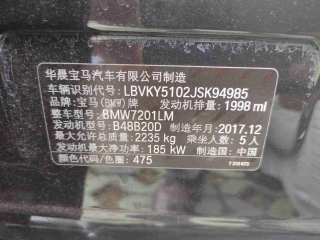 华晨宝马汽车有限公司制造
车辆识别代号：LBVKY5102JSK94985
品牌：宝马(BMW)牌 发动机排量：1998 ml
整车型号：BMW7201LM
发动机型号：B48B20D 制造年月：2017.12
最大允许总质量：2235 kg 乘坐人数：5人
发动机最大净功率：185 kW 制造国：中国
颜色代码/色图：475